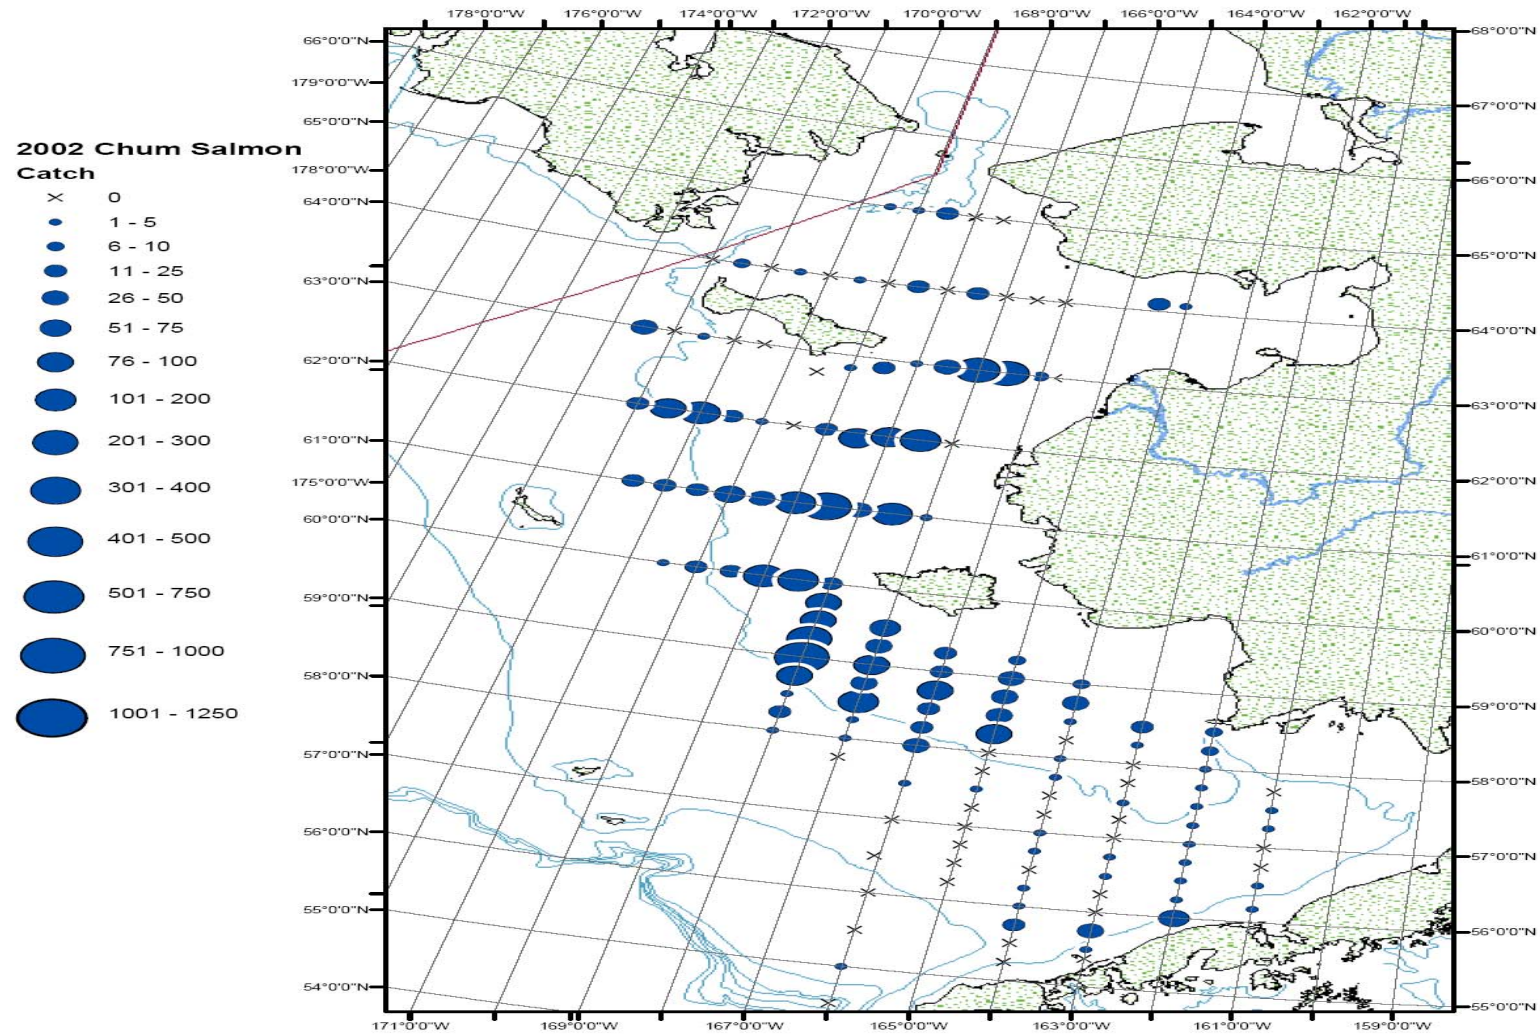 178°0'0"W 176°0'0"W 174°0'0"W 172°0'0"W 170°0'0"W 168°0'0"W 166°0'0"W 164°0'0"W 162°0'0"W
66°0'0"N
68°0'0"N
179°0'0"W
67°0'0"N
65°0'0"N
2002 Chum Salmon
Catch
178°0'0"W
66°0'0"N
0
64°0'0"N
1 - 5
6 - 10
65°0'0"N
11 - 25
63°0'0"N
26 - 50
51 - 75
64°0'0"N
76 - 100
62°0'0"N
101 - 200
63°0'0"N
201 - 300
61°0'0"N
301 - 400
175°0'0"W
62°0'0"N
60°0'0"N
401 - 500
61°0'0"N
501 - 750
59°0'0"N
60°0'0"N
751 - 1000
58°0'0"N
1001 - 1250
59°0'0"N
57°0'0"N
58°0'0"N
56°0'0"N
57°0'0"N
55°0'0"N
56°0'0"N
54°0'0"N
55°0'0"N
171°0'0"W 169°0'0"W 167°0'0"W 165°0'0"W 163°0'0"W 161°0'0"W 159°0'0"W